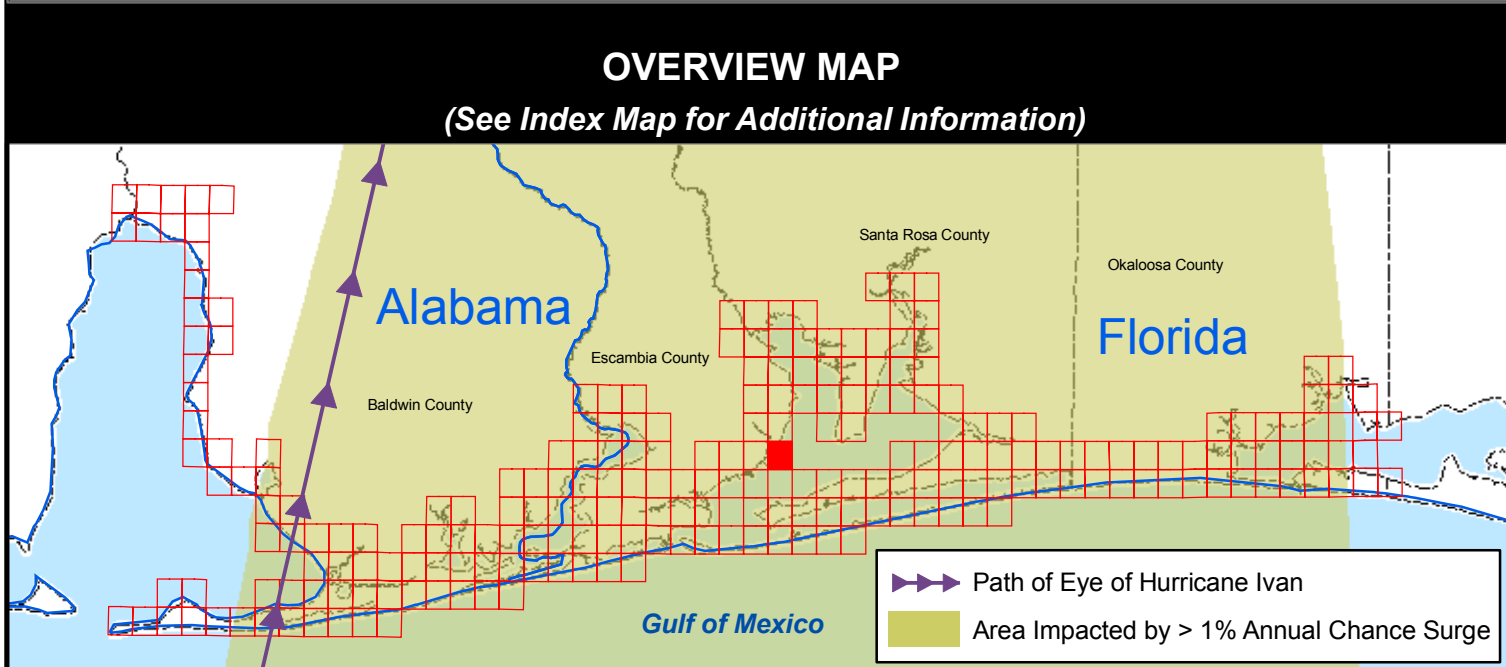 OVERVIEW MAP
(See Index Map for Additional Information)
Santa Rosa County
Okaloosa County
Alabama
Florida
Escambia County
Baldwin County
Gulf of Mexico
Path of Eye of Hurricane Ivan
Area Impacted by > 1% Annual Chance Surge